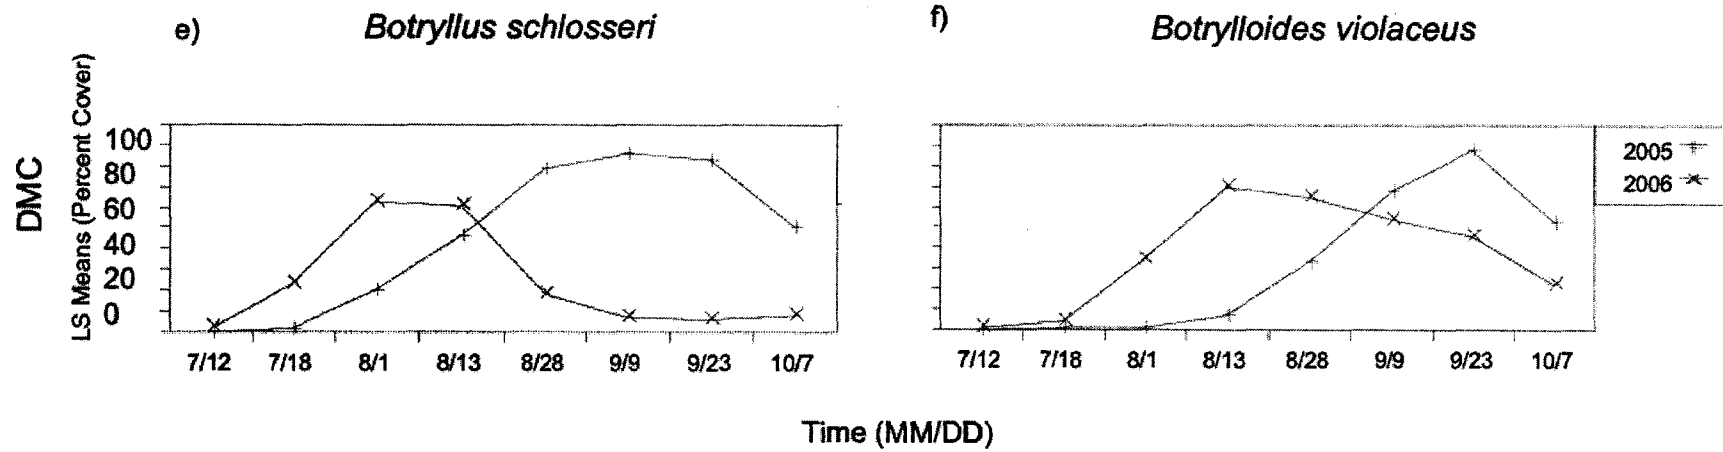 e) Botryllus schlosseri
f) Botrylloides violaceus
DMC
LS Means (Percent Cover)
100
80
60
40
20
0
7/12 7/18 8/1 8/13 8/28 9/9 9/23 10/7
7/12 7/18 8/1 8/13 8/28 9/9 9/23 10/7
2005
2006
Time (MM/DD)